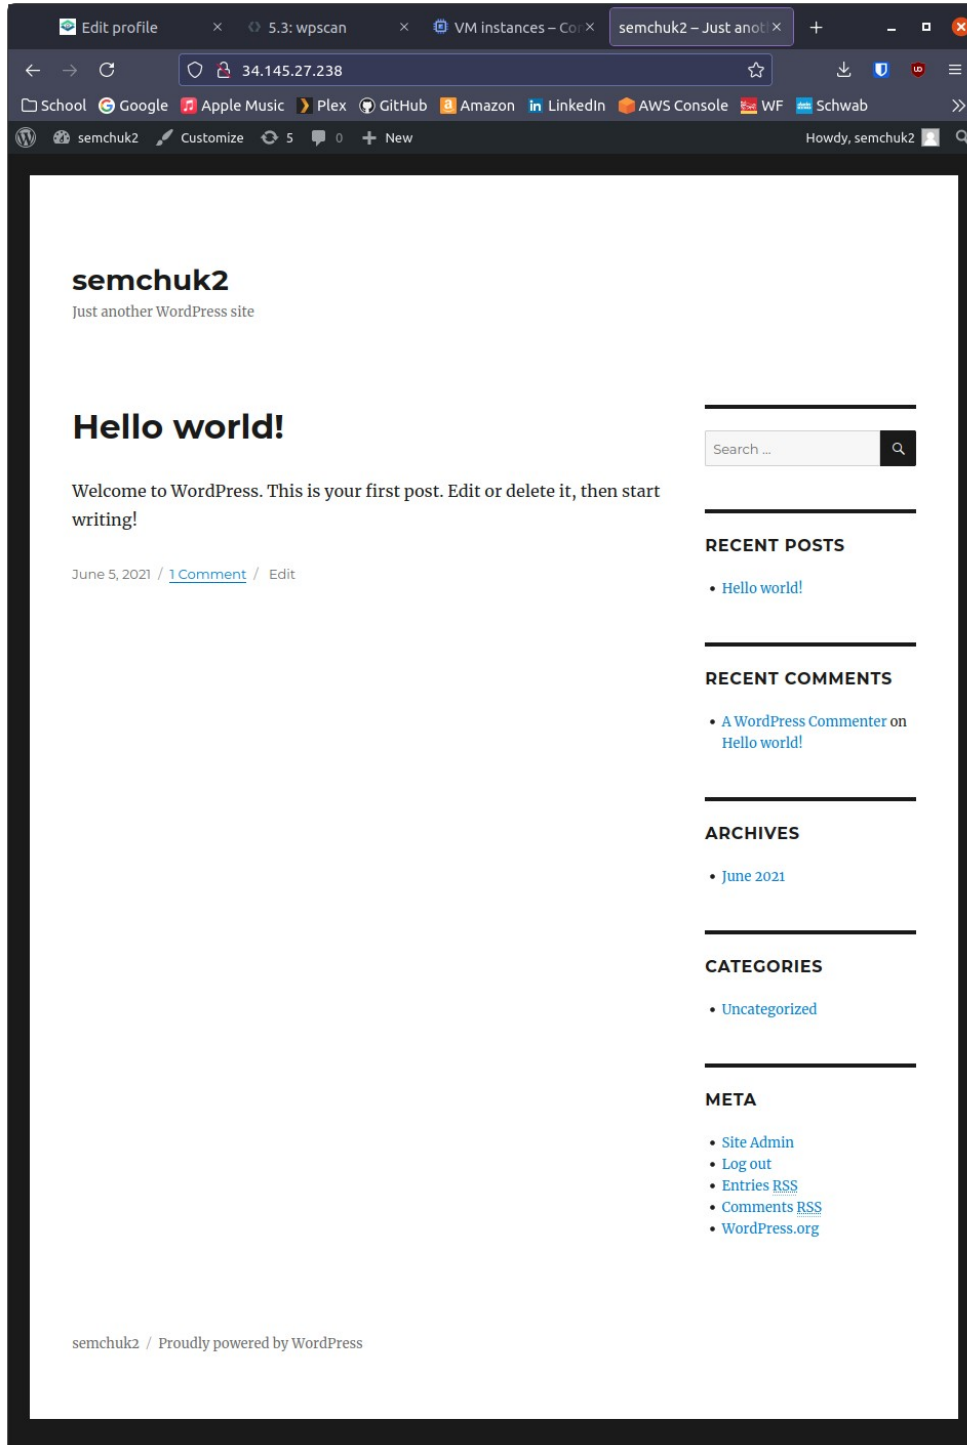 Edit profile
5.3: wpscan
VM instances – Co
semchuk2 – Just anot
34.145.27.238
School Google Apple Music Plex GitHub Amazon LinkedIn AWS Console WF Schwab
semchuk2 Customize 5 0 New Howdy, semchuk2
semchuk2
Just another WordPress site
Hello world!
Welcome to WordPress. This is your first post. Edit or delete it, then start
writing!
June 5, 2021 / 1 Comment / Edit
Search …
RECENT POSTS
Hello world!
RECENT COMMENTS
A WordPress Commenter on
Hello world!
ARCHIVES
June 2021
CATEGORIES
Uncategorized
META
Site Admin
Log out
Entries RSS
Comments RSS
WordPress.org
semchuk2 / Proudly powered by WordPress